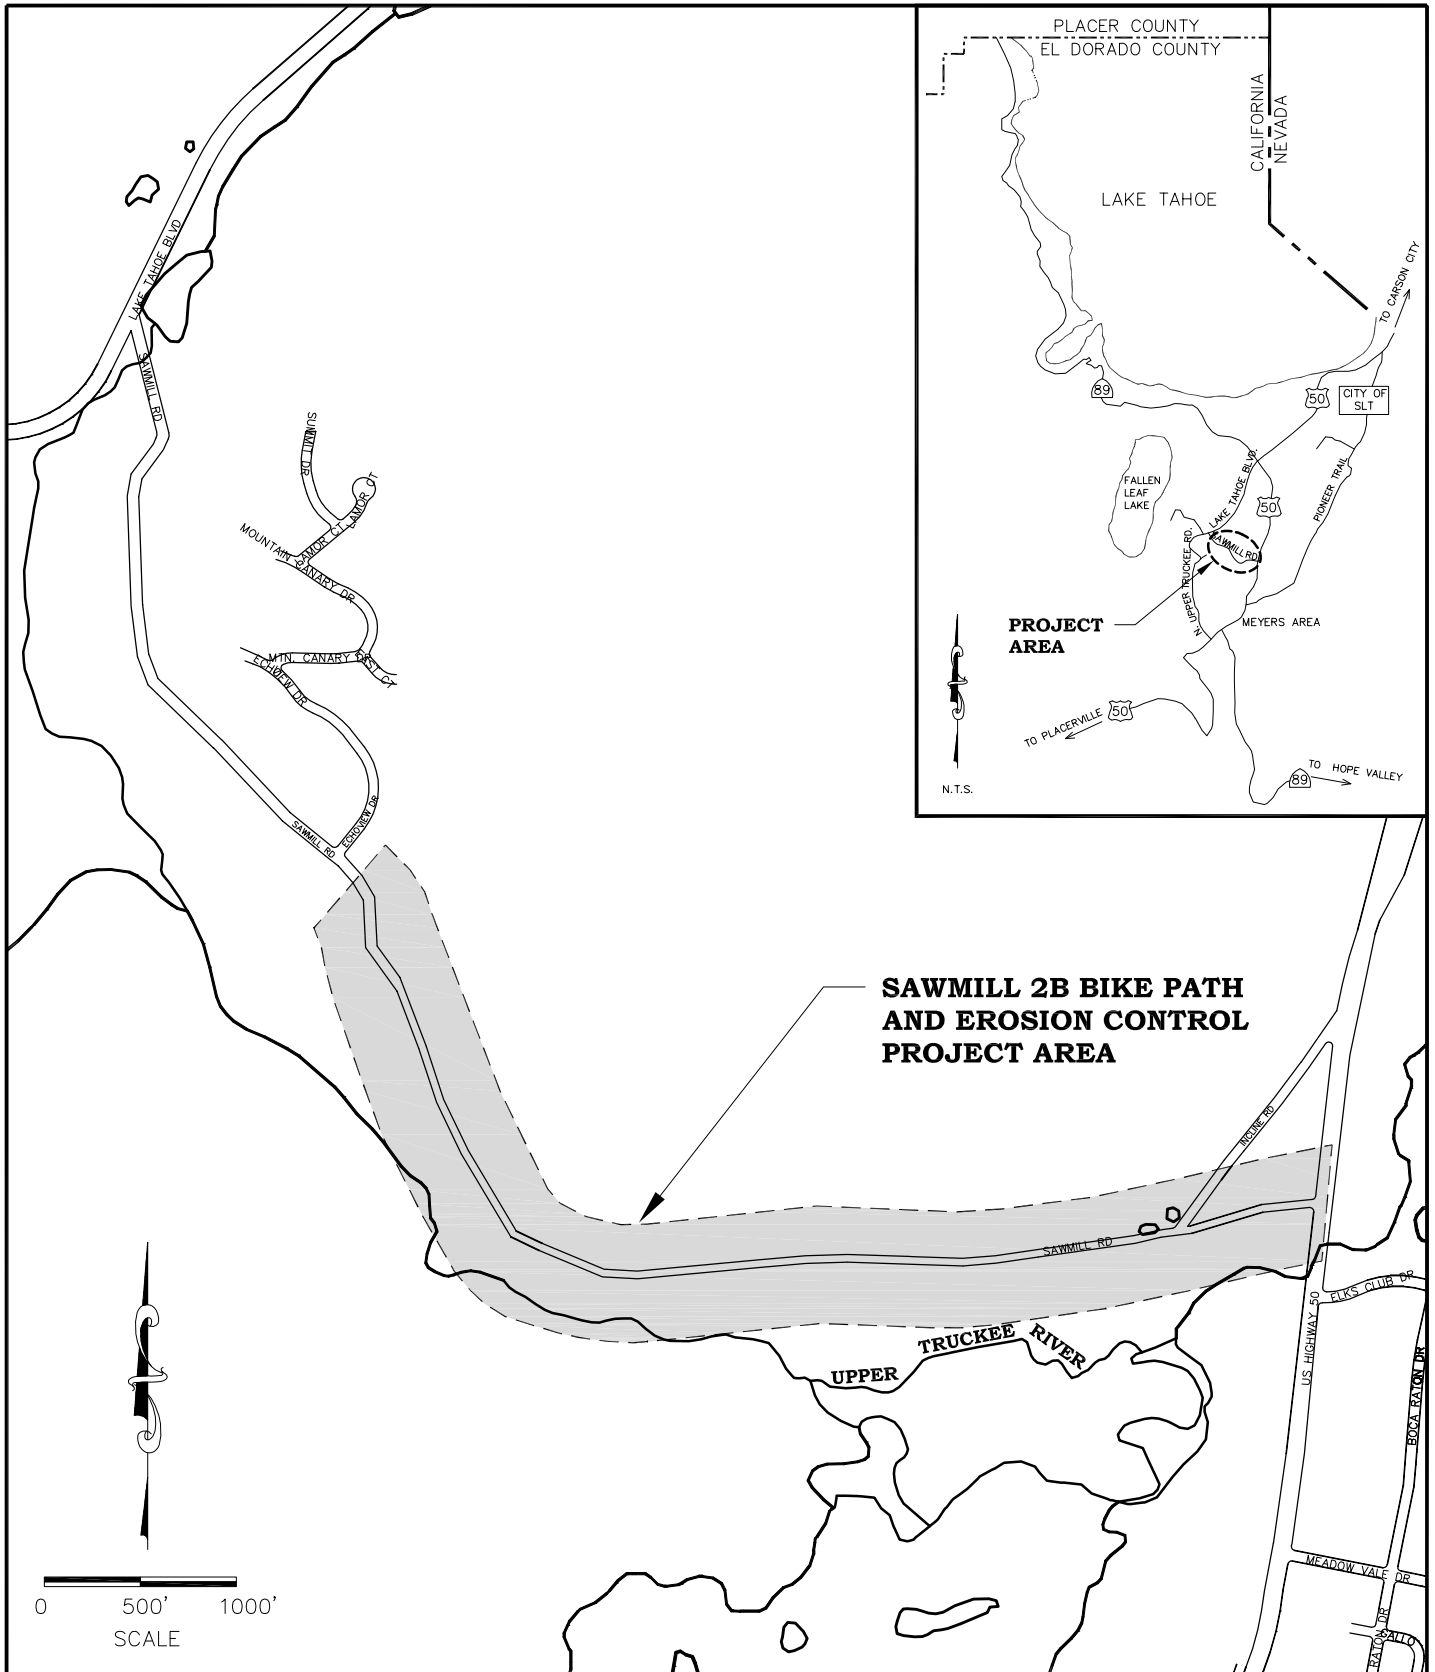 PLACER COUNTY
EL DORADO COUNTY
CALIFORNIA
NEVADA
LAKE TAHOE
TO CARSON CITY
89
50
CITY OF
SLT
FALLEN
LEAF
LAKE
LAKE TAHOE BLVD.
50
PIONEER TRAIL
N. UPPER TRUCKEE RD.
SAWMILL RD
PROJECT
AREA
MEYERS AREA
TO PLACERVILLE
50
89
TO HOPE VALLEY
N.T.S.
LAKE TAHOE BLVD
SAWMILL RD
SUMMIT DR
LAMOR CT
LAMOR CT
MOUNTAIN CANARY DR
MTN. CANARY DR
ECHOVIEW DR
CT
SAWMILL RD
ECHOVIEW DR
SAWMILL 2B BIKE PATH
AND EROSION CONTROL
PROJECT AREA
INCLINE RD
SAWMILL RD
ELKS CLUB DR
US HIGHWAY 50
UPPER TRUCKEE RIVER
BOCA RATON DR
MEADOW VALE DR
RATON DR
0 500' 1000'
SCALE